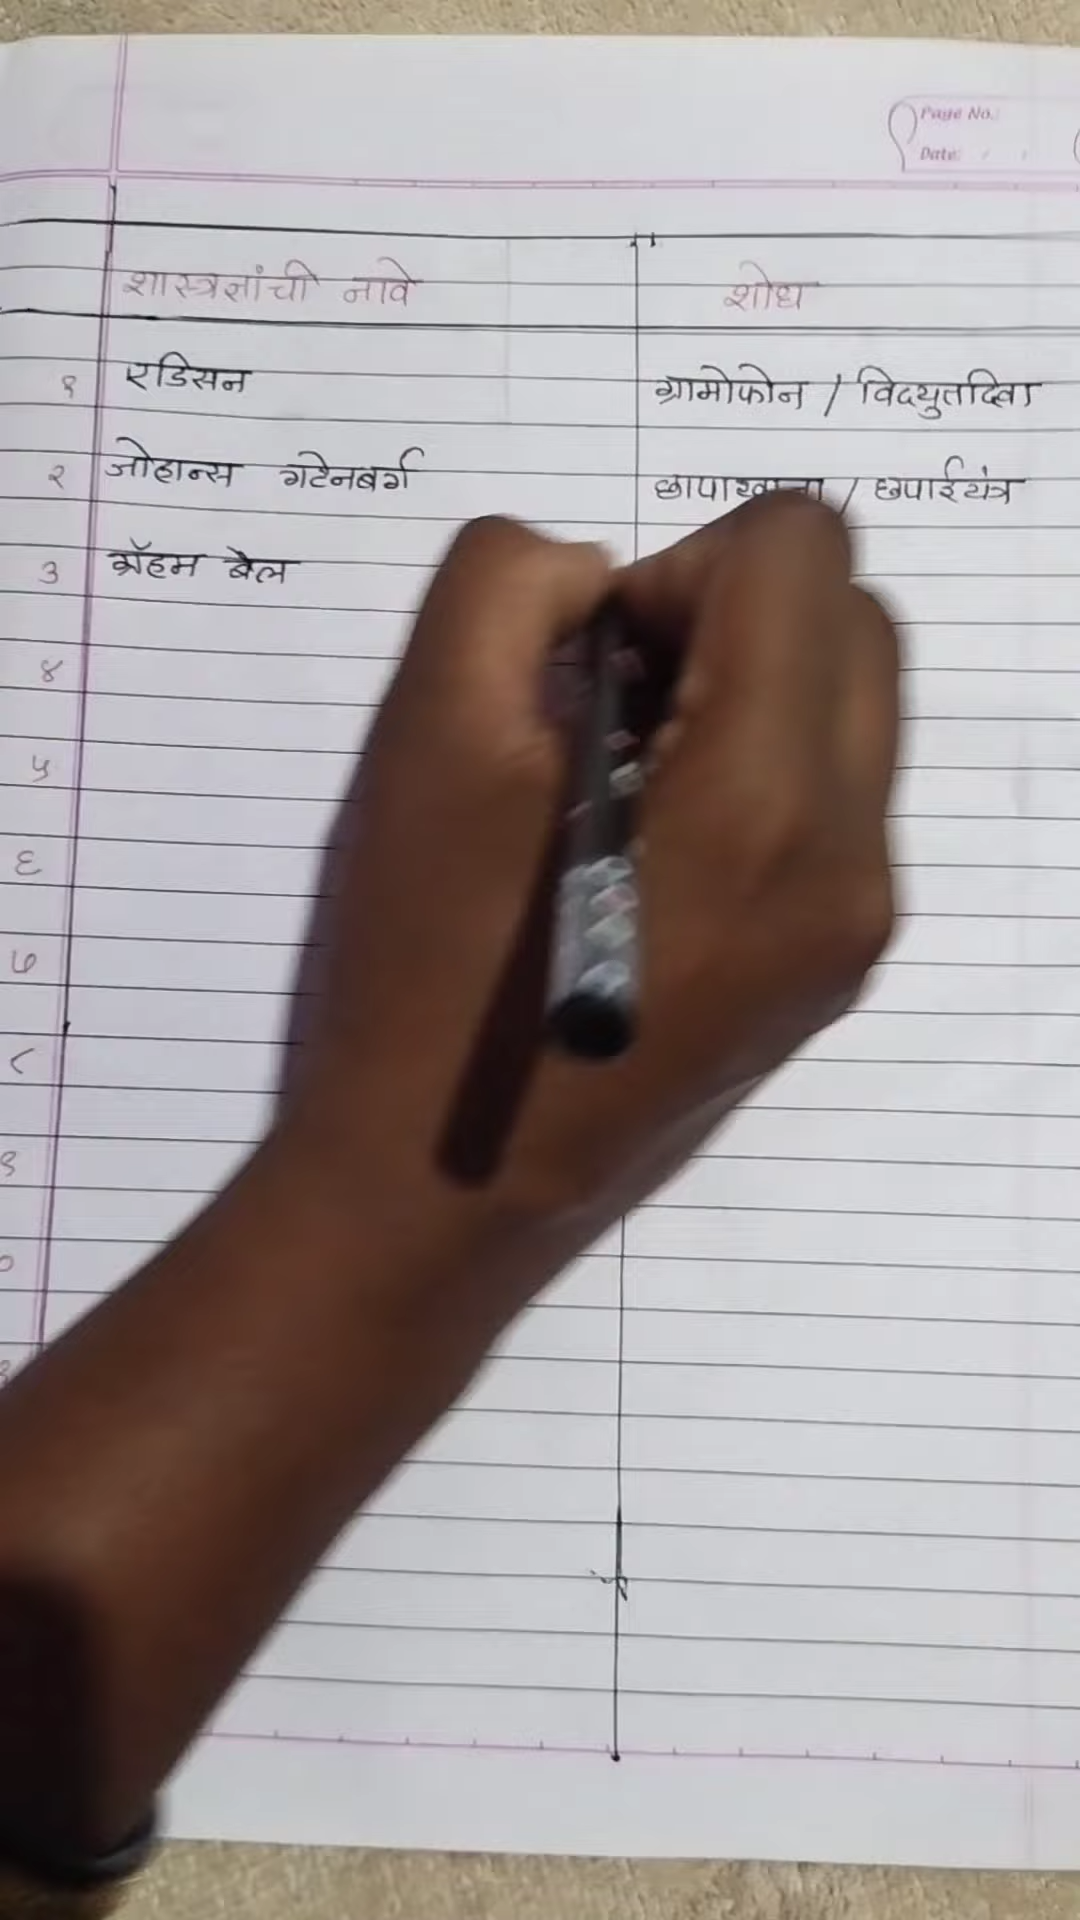 Page No.
Date:
शास्त्रज्ञांची नावे शोध
१ एडिसन ग्रामोफोन / विद्युतदिवा
२ जोहान्स गटेनबर्ग छापाखाना / छपाईयंत्र
३ ग्रॅहम बेल
४
५
६
७
८
९